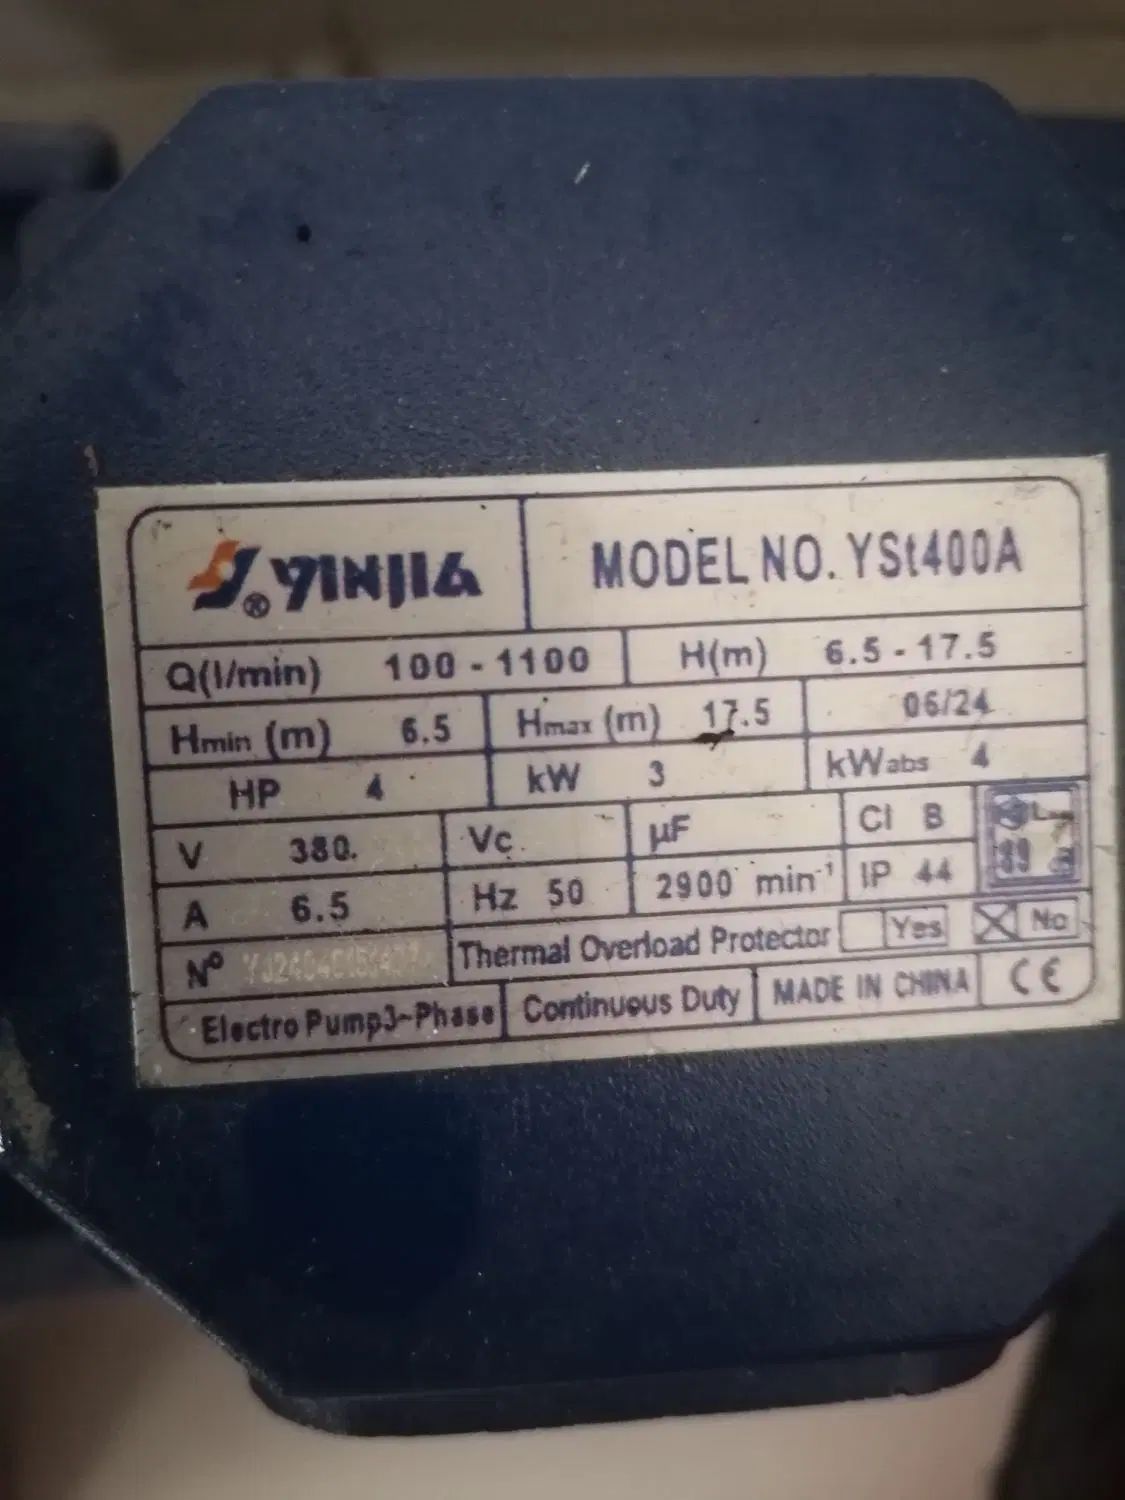 ® YINJIA MODEL NO. YSt400A
Q(l/min) 100 - 1100 H(m) 6.5 - 17.5
Hmin (m) 6.5 Hmax (m) 17.5 06/24
HP 4 kW 3 kWabs 4
V 380. Vc µF Cl B
A 6.5 Hz 50 2900 min⁻¹ IP 44
Nº Thermal Overload Protector Yes No
Electro Pump3~Phase Continuous Duty MADE IN CHINA CE